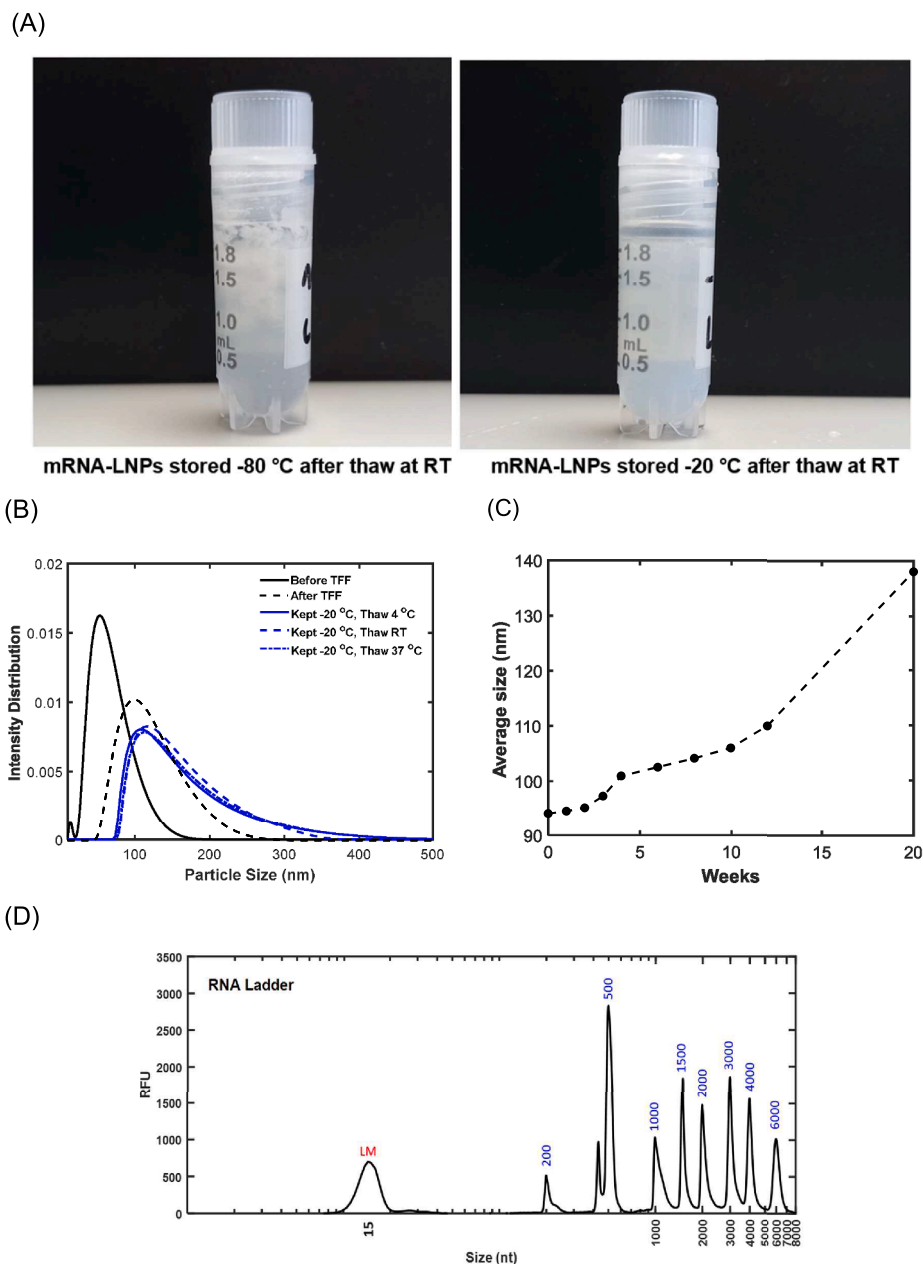 (A)
1.8
1.5
1.0
mL
0.5
1.8
1.5
1.0
mL
0.5
mRNA-LNPs stored -80 °C after thaw at RT
mRNA-LNPs stored -20 °C after thaw at RT
(B)
(C)
0.02
0.015
0.01
0.005
0
Intensity Distribution
Before TFF
After TFF
Kept -20 °C, Thaw 4 °C
Kept -20 °C, Thaw RT
Kept -20 °C, Thaw 37 °C
100
200
300
400
500
Particle Size (nm)
140
130
120
110
100
90
Average size (nm)
0
5
10
15
20
Weeks
(D)
3500
3000
2500
2000
1500
1000
500
0
RFU
RNA Ladder
LM
200
500
1000
1500
2000
3000
4000
6000
15
1000
2000
3000
4000
5000
6000
7000
8000
Size (nt)